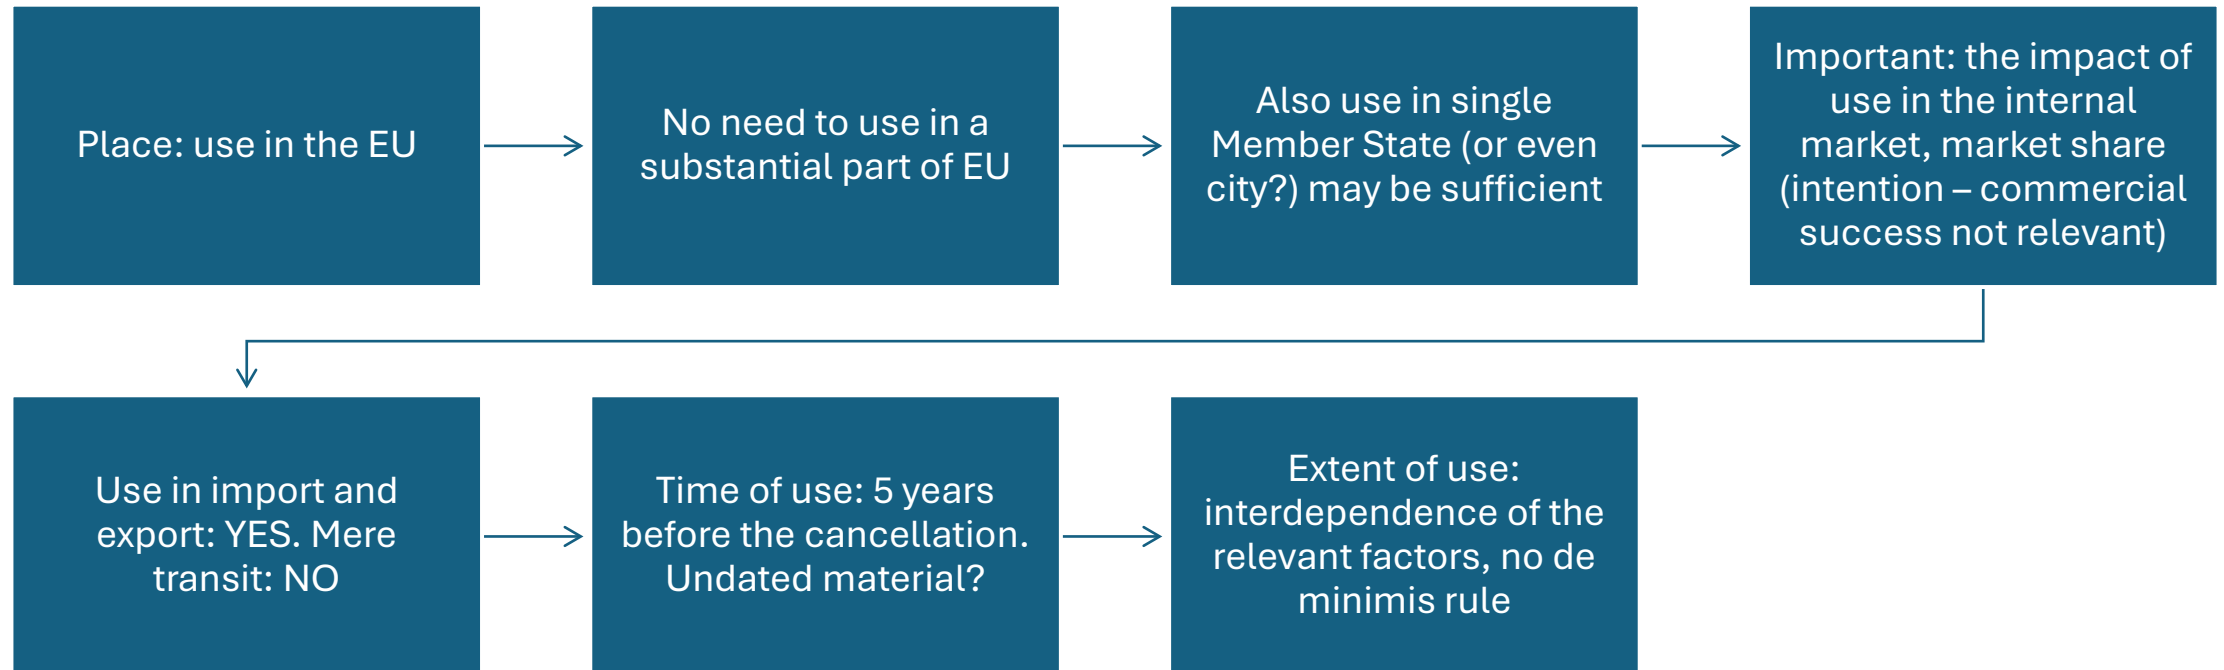 Place: use in the EU
No need to use in a
substantial part of EU
Also use in single
Member State (or even
city?) may be sufficient
Important: the impact of
use in the internal
market, market share
(intention – commercial
success not relevant)
Use in import and
export: YES. Mere
transit: NO
Time of use: 5 years
before the cancellation.
Undated material?
Extent of use:
interdependence of the
relevant factors, no de
minimis rule